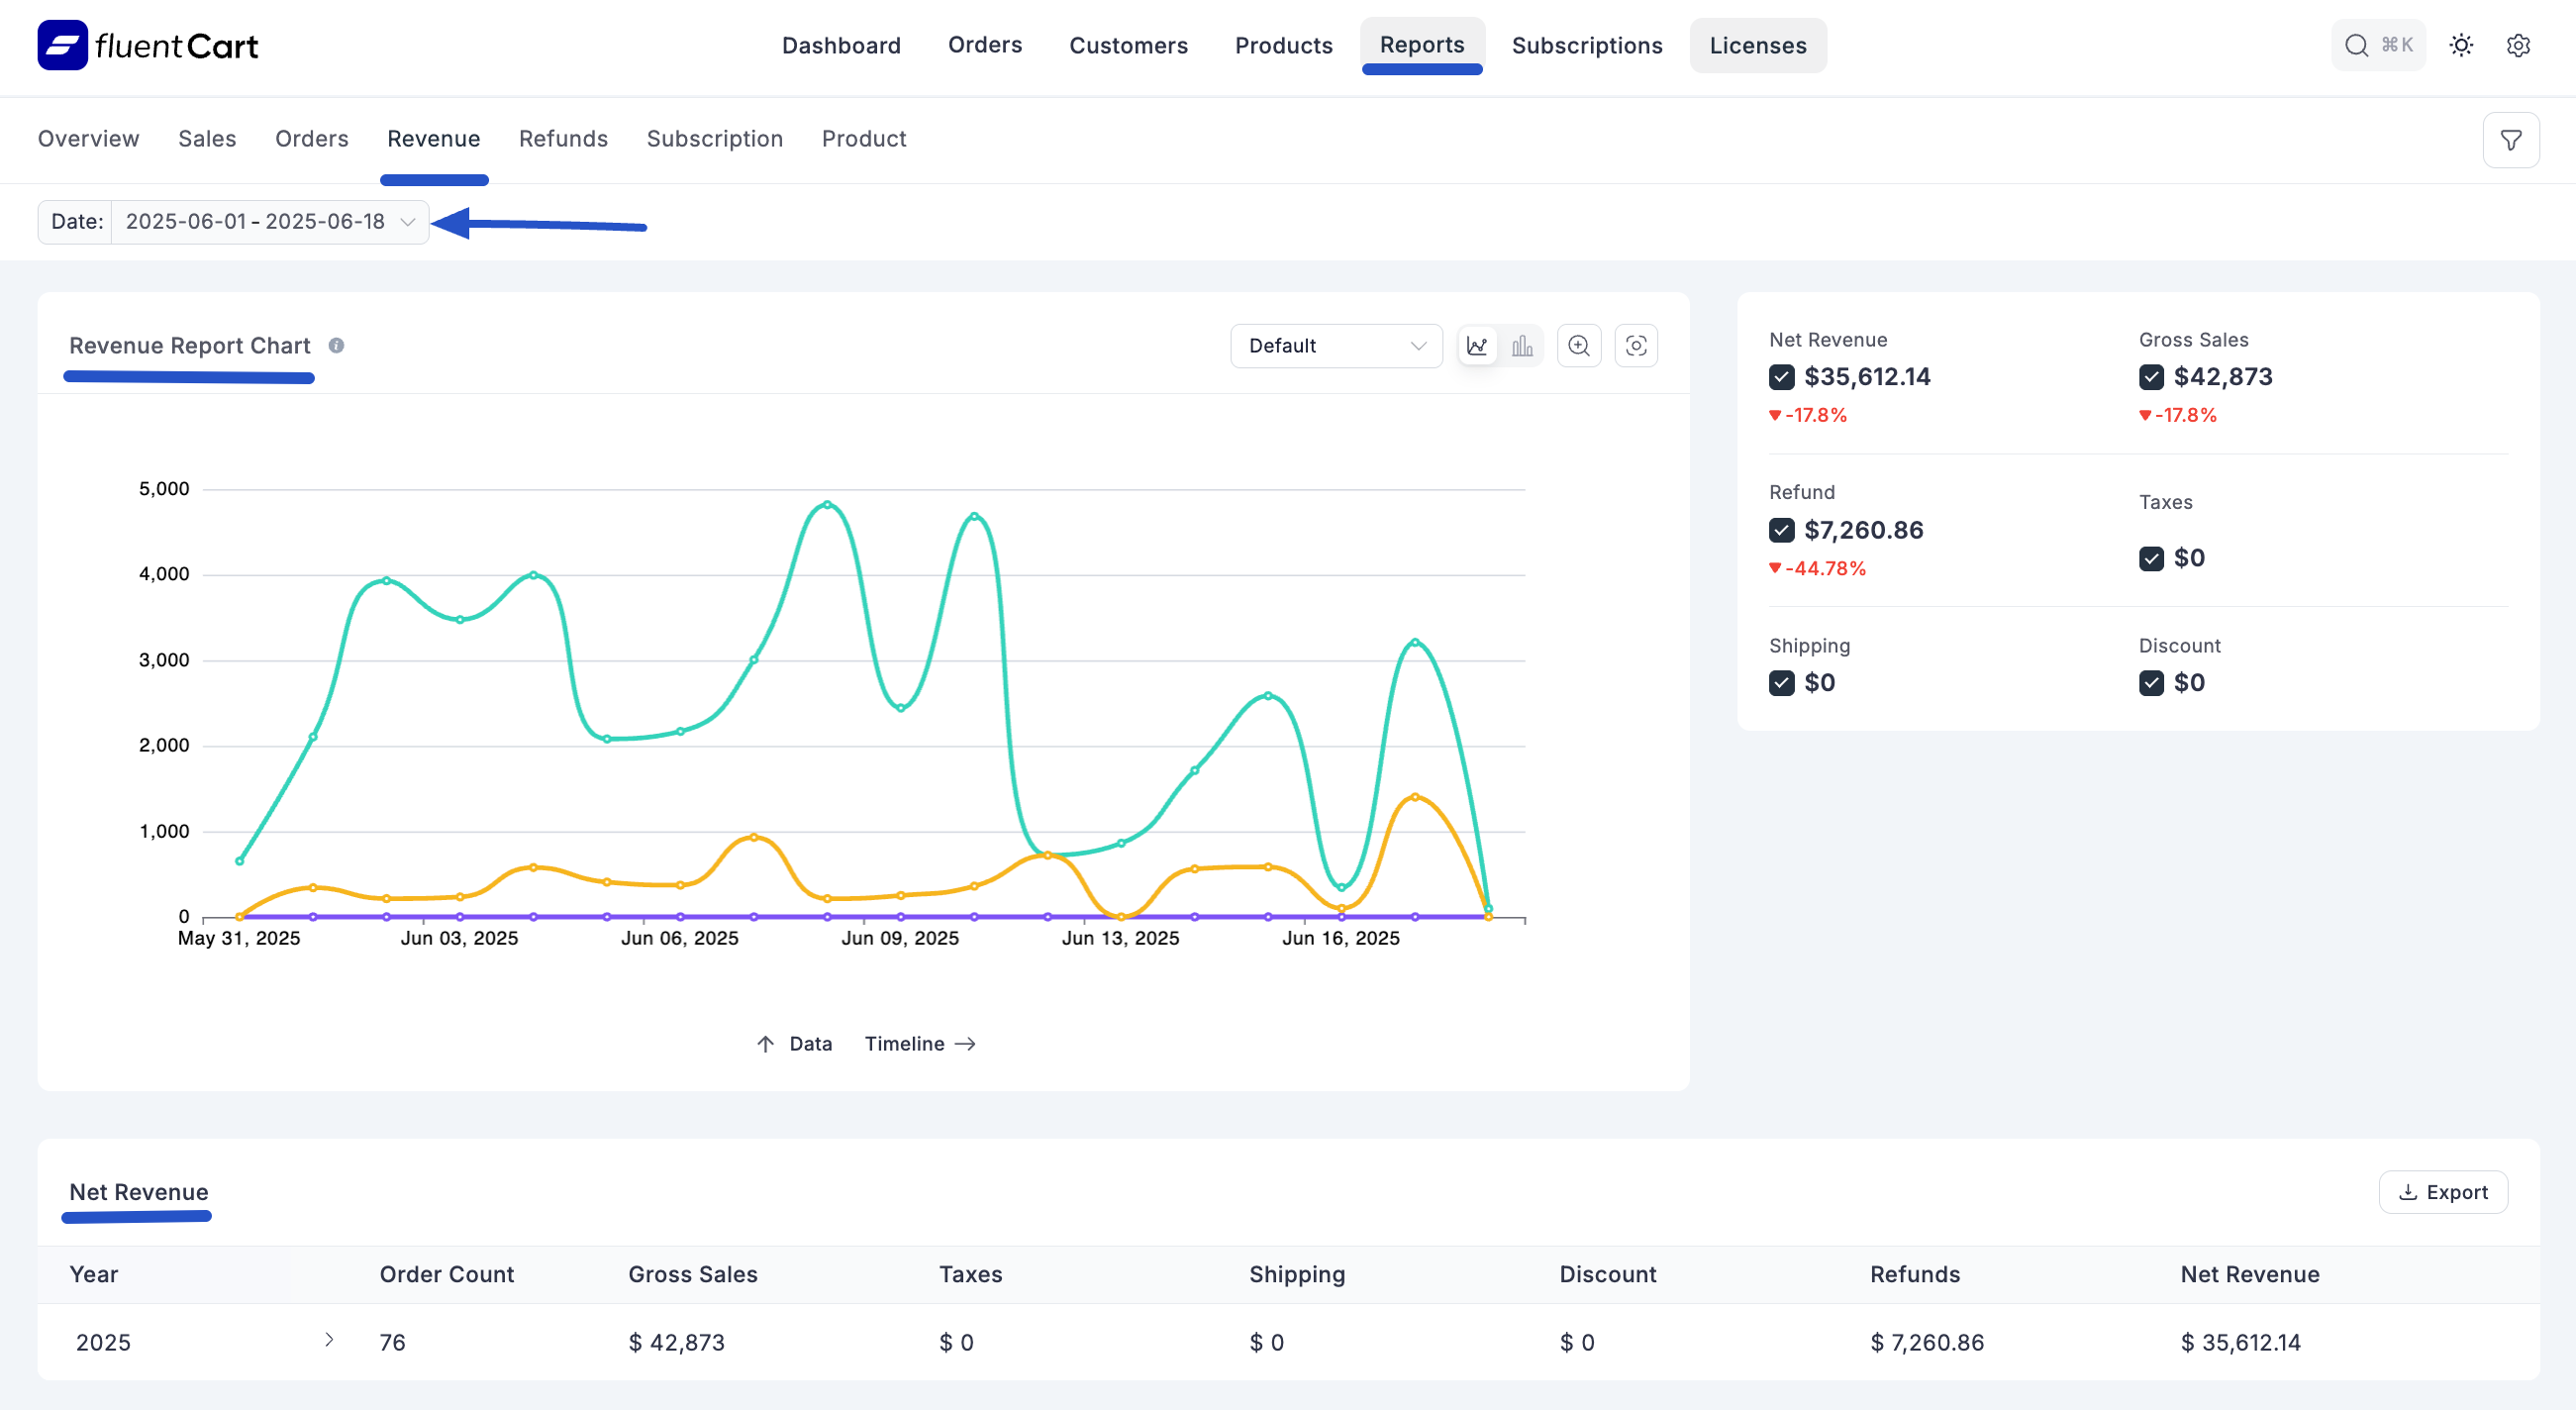 fluentCart
Dashboard Orders Customers Products Reports Subscriptions Licenses
⌘K
Overview Sales Orders Revenue Refunds Subscription Product
Date: 2025-06-01 - 2025-06-18
Revenue Report Chart
Default
5,000
4,000
3,000
2,000
1,000
0
May 31, 2025 Jun 03, 2025 Jun 06, 2025 Jun 09, 2025 Jun 13, 2025 Jun 16, 2025
↑ Data Timeline →
Net Revenue Gross Sales
$35,612.14 $42,873
-17.8% -17.8%
Refund Taxes
$7,260.86 $0
-44.78%
Shipping Discount
$0 $0
Net Revenue
Export
Year Order Count Gross Sales Taxes Shipping Discount Refunds Net Revenue
2025 76 $ 42,873 $ 0 $ 0 $ 0 $ 7,260.86 $ 35,612.14